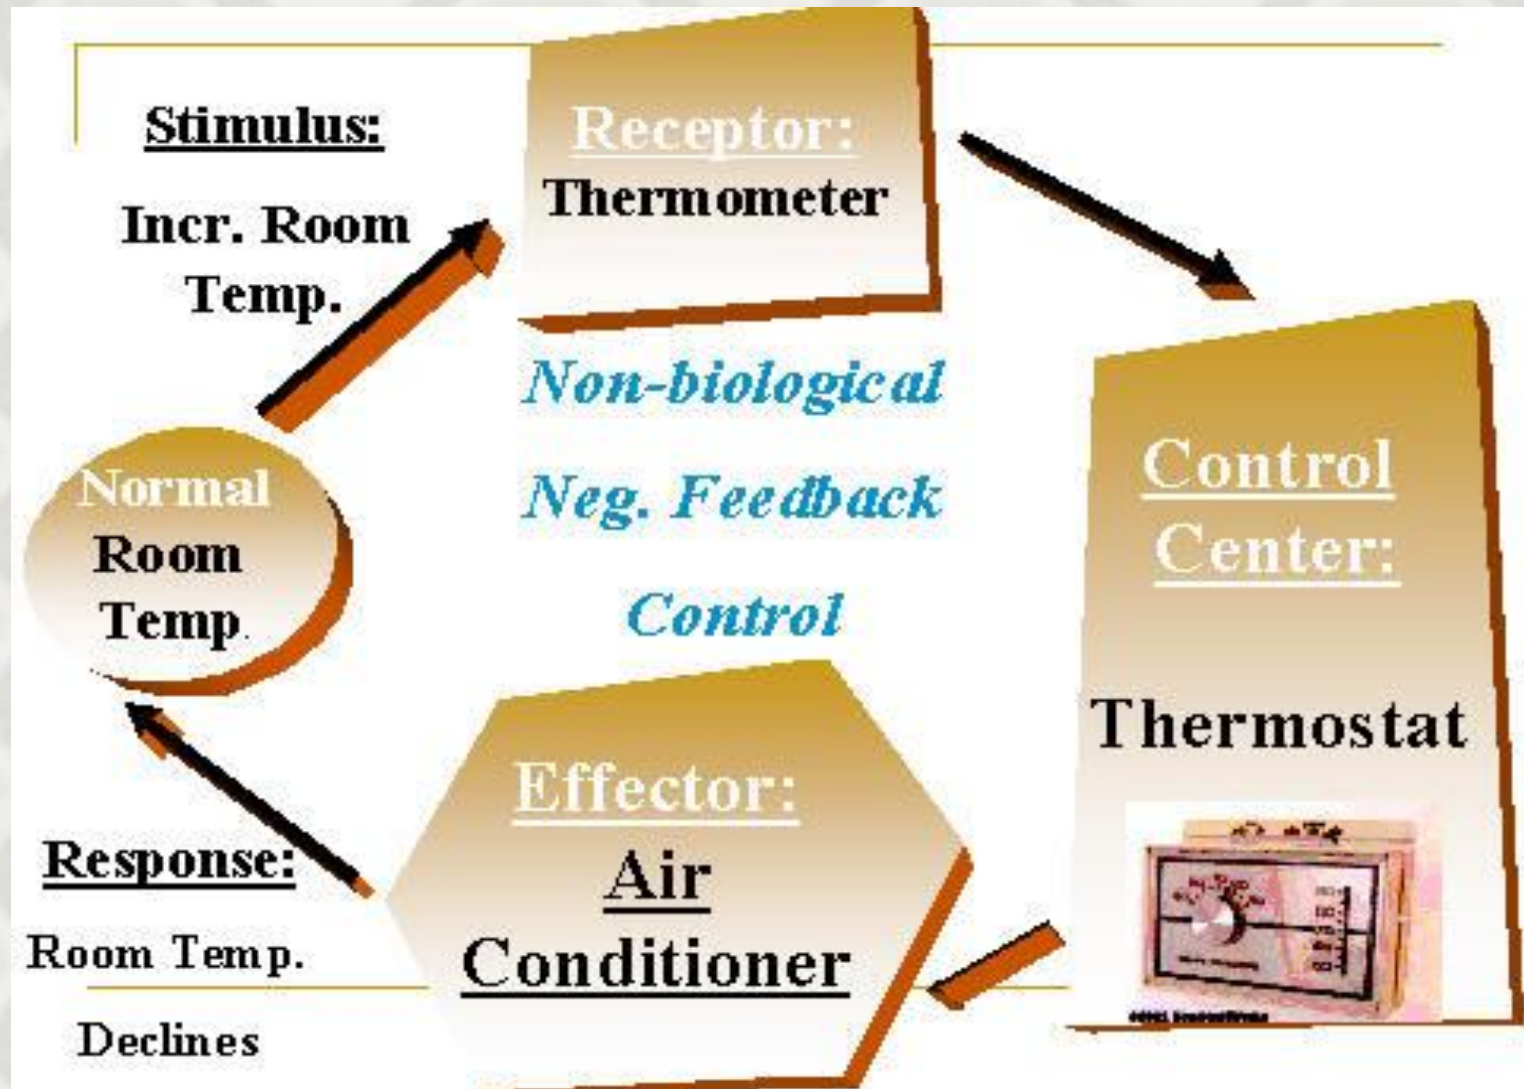 Stimulus:
Incr. Room
Temp.
Receptor:
Thermometer
Non-biological
Neg. Feedback
Control
Control
Center:
Thermostat
Normal
Room
Temp.
Effector:
Air
Conditioner
Response:
Room Temp.
Declines